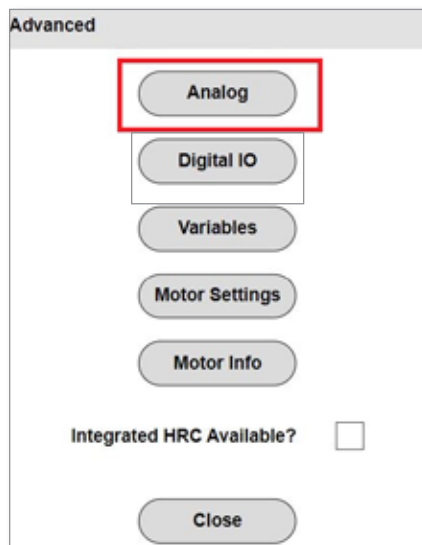 Advanced
Analog
Digital IO
Variables
Motor Settings
Motor Info
Integrated HRC Available?
Close